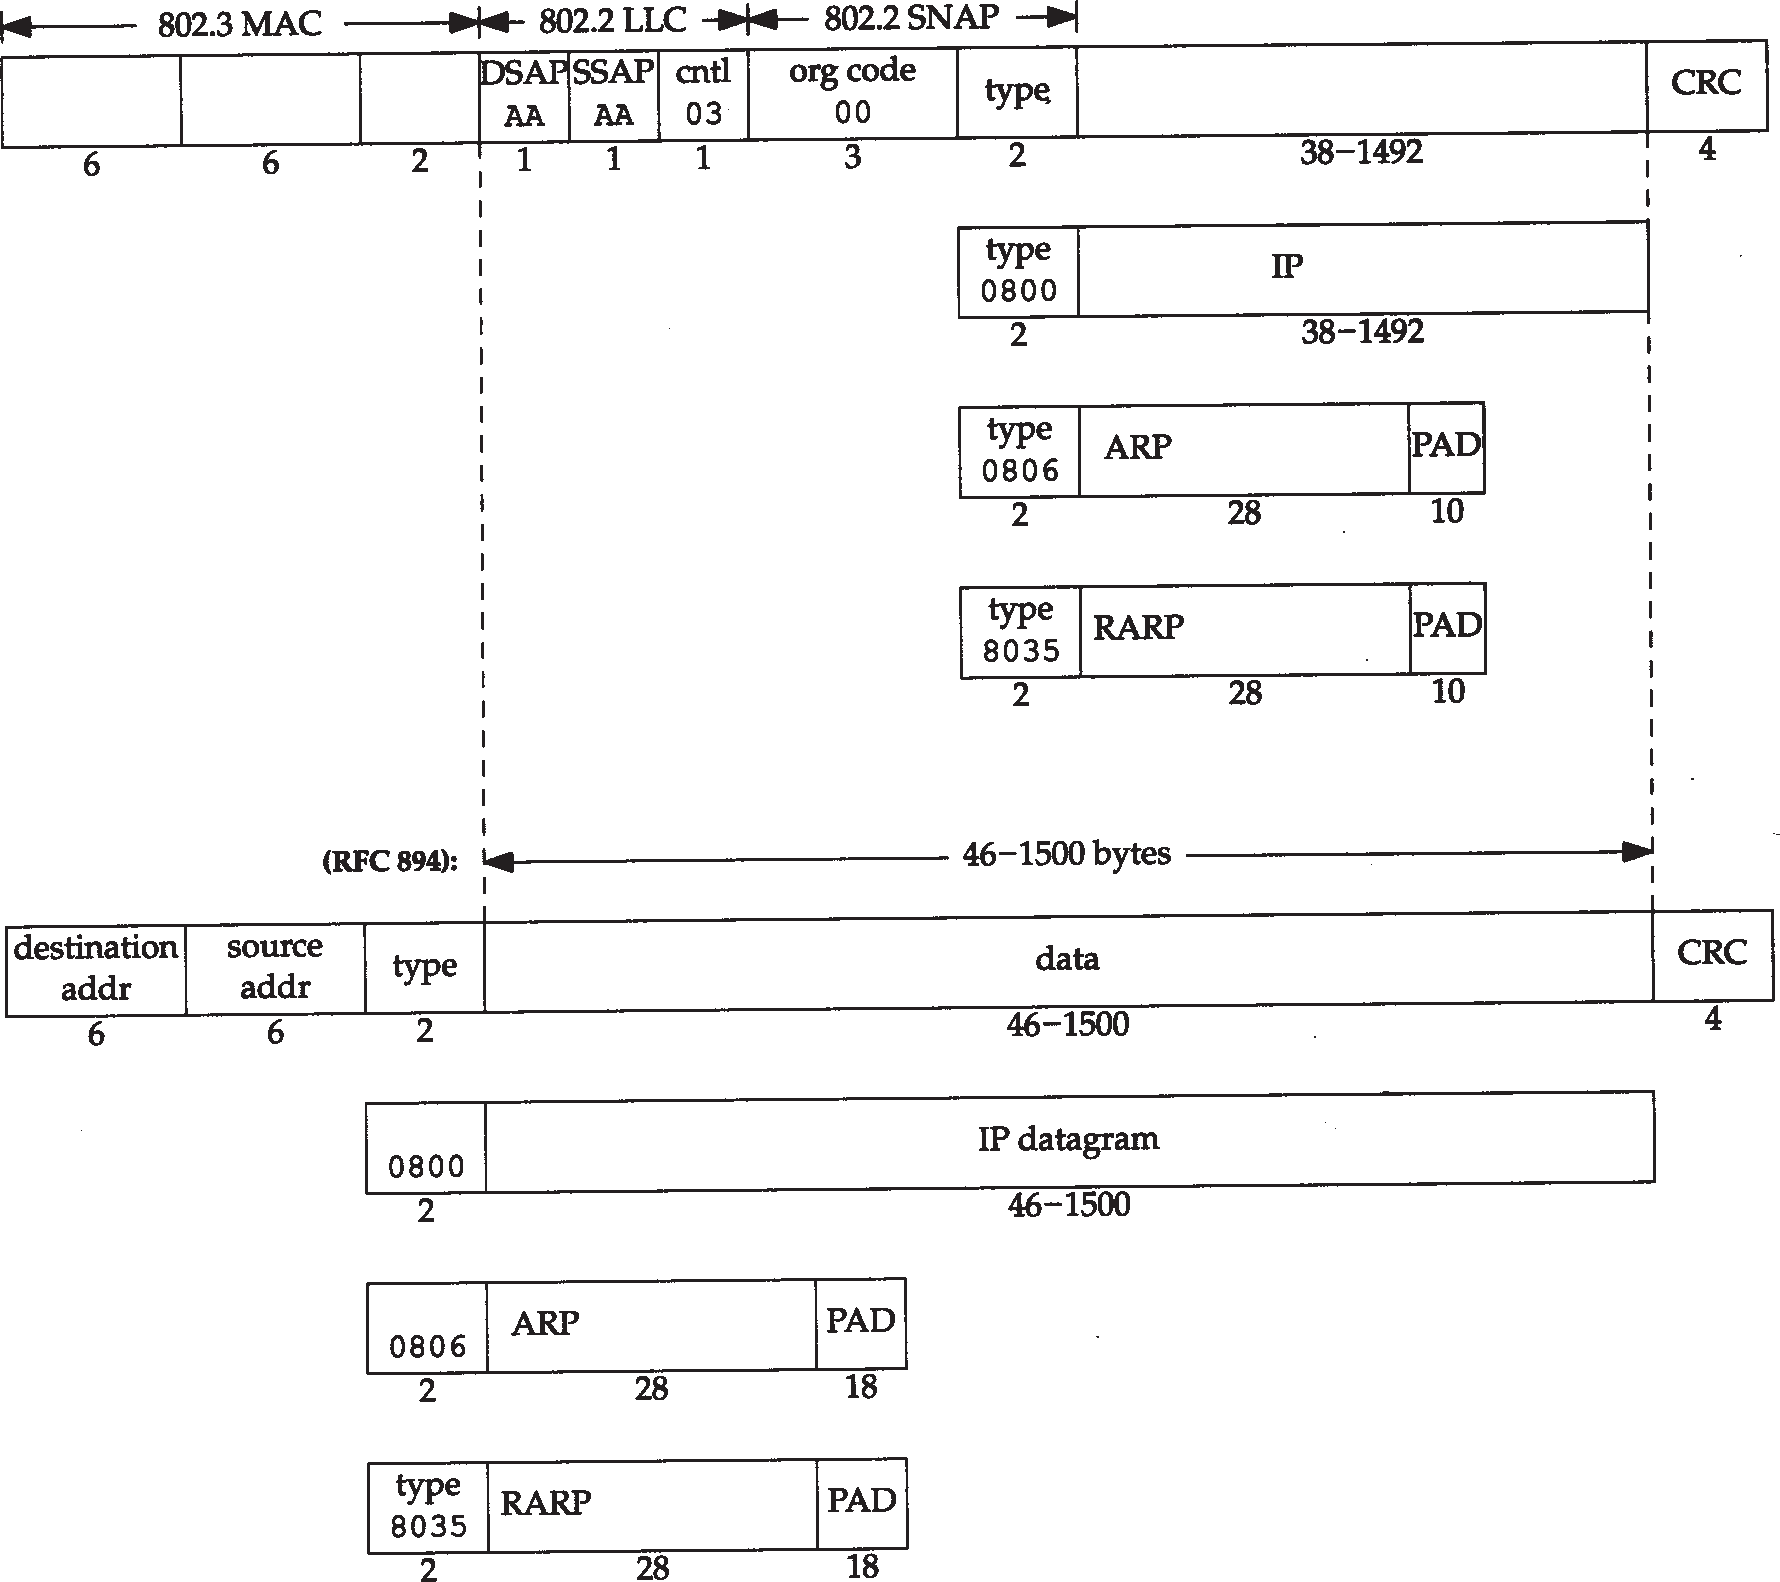 802.3 MAC 802.2 LLC 802.2 SNAP
DSAP SSAP cntl org code type CRC
AA AA 03 00
6 6 2 1 1 1 3 2 38-1492 4
type IP
0800
2 38-1492
type ARP PAD
0806
2 28 10
type RARP PAD
8035
2 28 10
(RFC 894): 46-1500 bytes
destination source type data CRC
addr addr
6 6 2 46-1500 4
IP datagram
0800
2 46-1500
ARP PAD
0806
2 28 18
type RARP PAD
8035
2 28 18